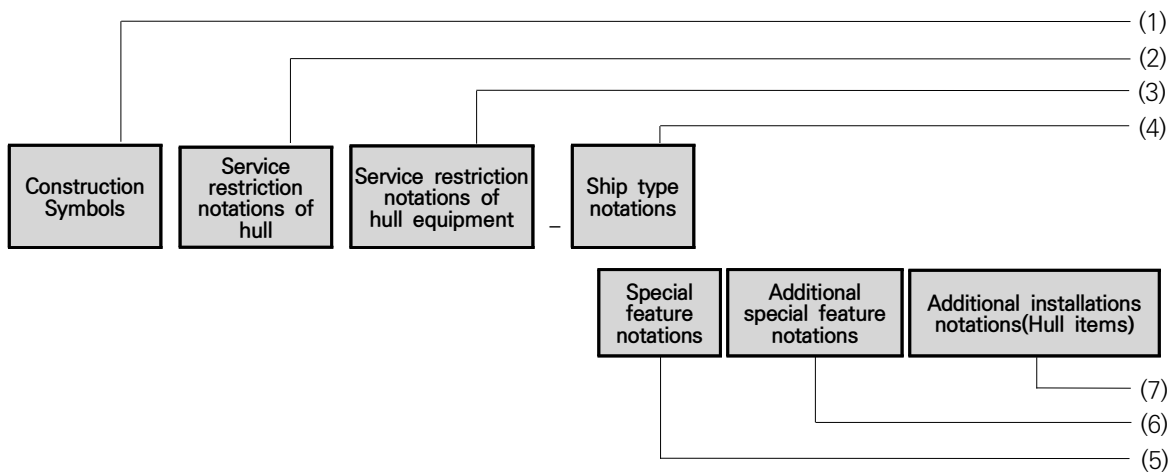 (1)
(2)
(3)
(4)
Construction
Symbols
Service
restriction
notations of
hull
Service restriction
notations of
hull equipment
–
Ship type
notations
Special
feature
notations
Additional
special feature
notations
Additional installations
notations(Hull items)
(7)
(6)
(5)